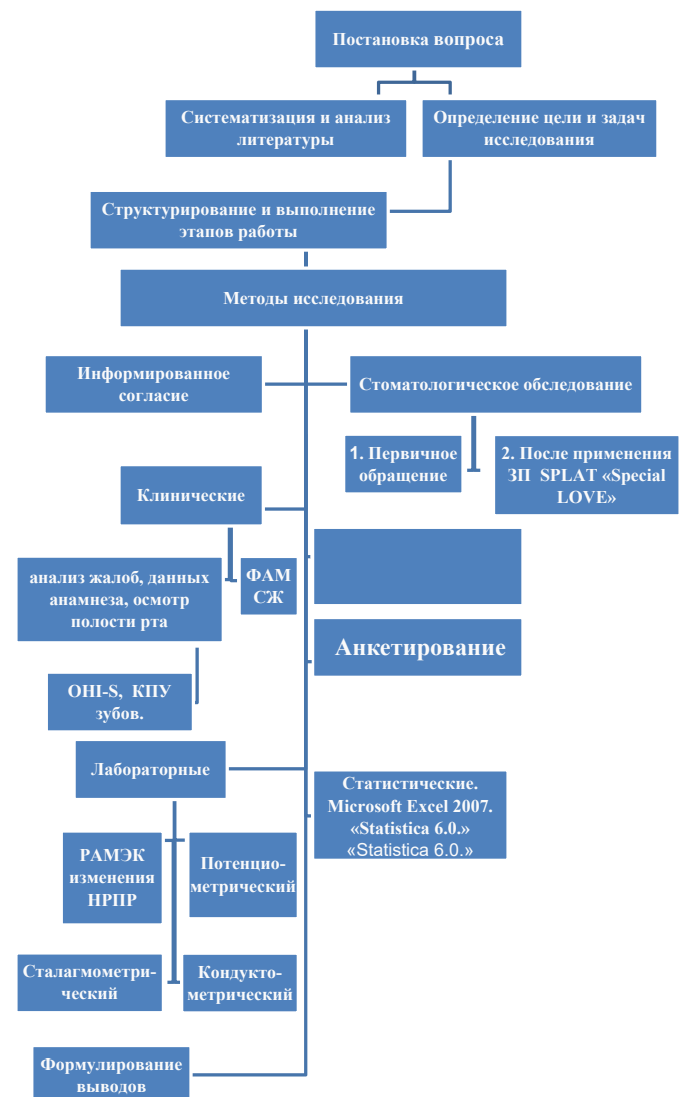 Постановка вопроса
Систематизация и анализ
литературы
Определение цели и задач
исследования
Структурирование и выполнение
этапов работы
Методы исследования
Информированное
согласие
Стоматологическое обследование
1. Первичное
обращение
2. После применения
ЗП SPLAT «Special
LOVE»
Клинические
анализ жалоб, данных
анамнеза, осмотр
полости рта
ФАМ
СЖ
OHI-S, КПУ
зубов.
Анкетирование
Лабораторные
Статистические.
Microsoft Excel 2007.
«Statistica 6.0.»
«Statistica 6.0.»
РАМЭК
изменения
НРПР
Потенцио-
метрический
Сталагмометри-
ческий
Кондукто-
метрический
Формулирование
выводов